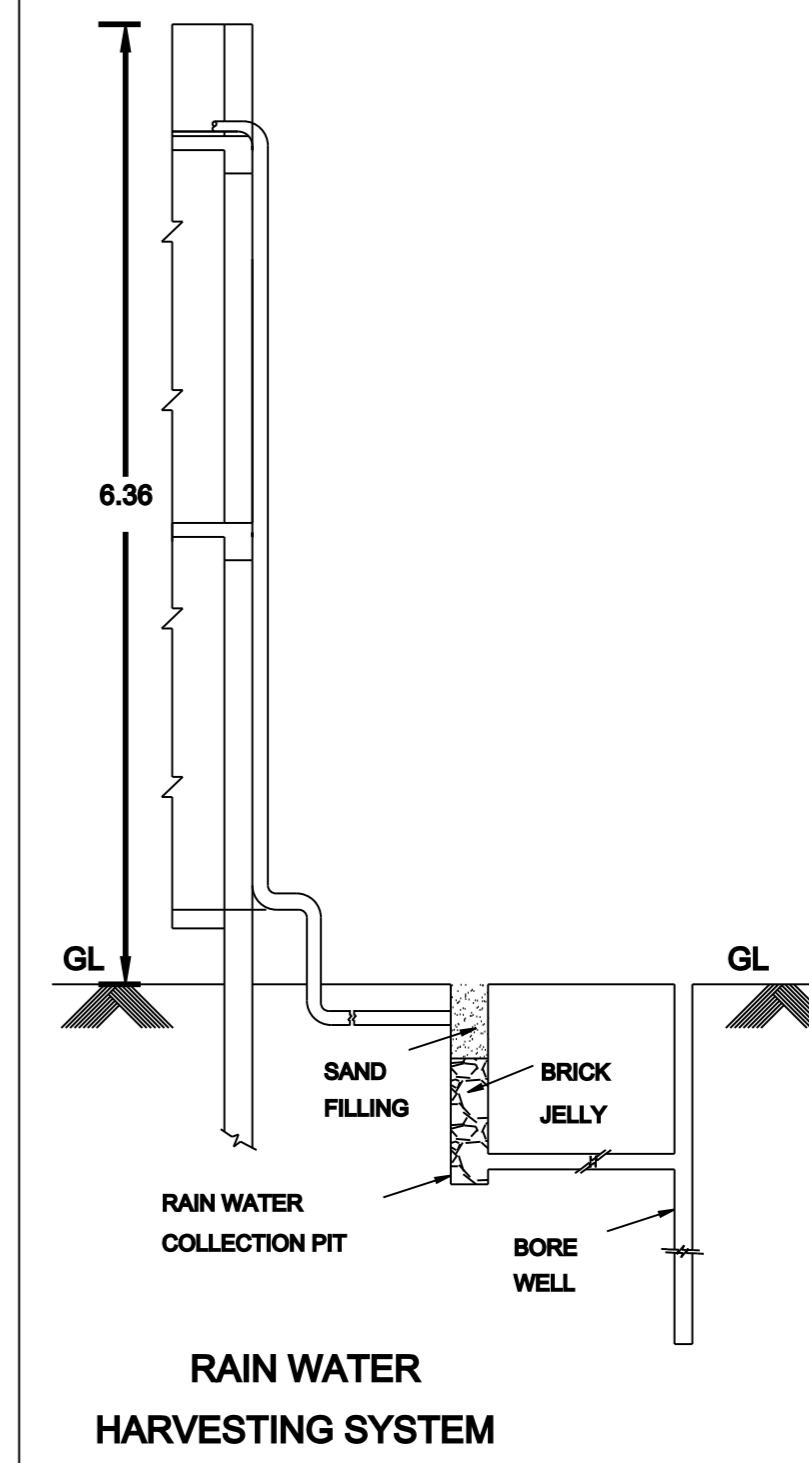 6.36
GL
GL
SAND
FILLING
BRICK
JELLY
RAIN WATER
COLLECTION PIT
BORE
WELL
RAIN WATER
HARVESTING SYSTEM